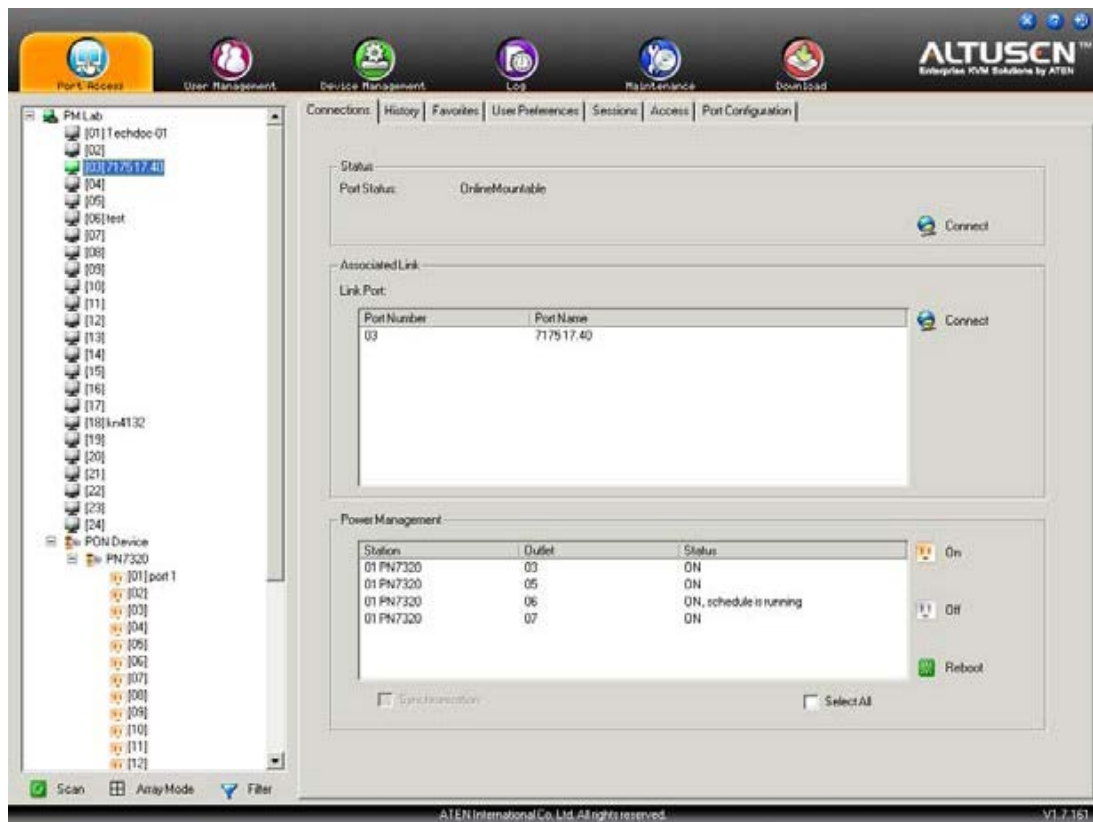 ALTUSEN™
Enterprise KVM Solutions by ATEN
Port Access User Management Device Management Log Maintenance Download
PM Lab
[01] Techdoc-01
[02]
[03] 7175 17.40
[04]
[05]
[06] test
[07]
[08]
[09]
[10]
[11]
[12]
[13]
[14]
[15]
[16]
[17]
[18] kn4132
[19]
[20]
[21]
[22]
[23]
[24]
PON Device
PN7320
[01] port 1
[02]
[03]
[04]
[05]
[06]
[07]
[08]
[09]
[10]
[11]
[12]
Scan Array Mode Filter
Connections History Favorites User Preferences Sessions Access Port Configuration
Status
Port Status: OnlineMountable
Connect
Associated Link
Link Port:
Port Number Port Name
03 7175 17.40
Connect
Power Management
Station Outlet Status
01 PN7320 03 ON
01 PN7320 05 ON
01 PN7320 06 ON, schedule is running
01 PN7320 07 ON
On
Off
Reboot
Synchronization Select All
ATEN International Co. Ltd. All rights reserved.
V1.7.161